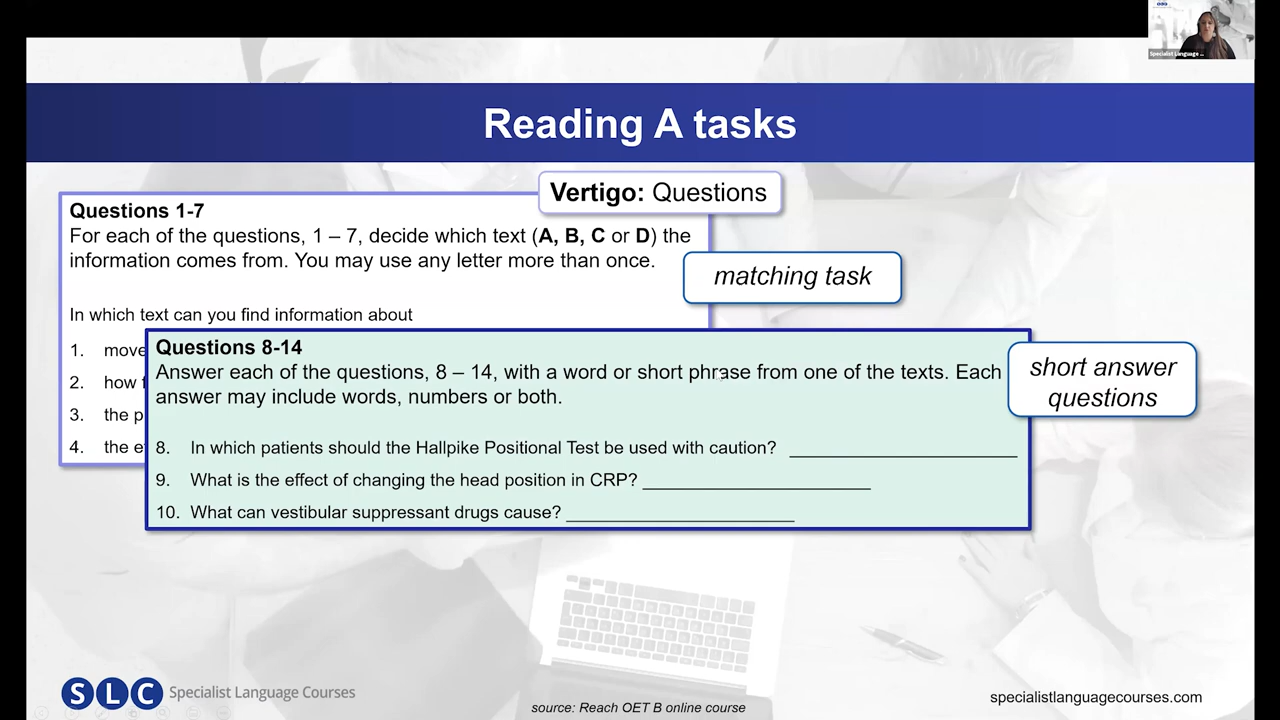 Specialist Language ...
Reading A tasks
Vertigo: Questions
Questions 1-7
For each of the questions, 1 – 7, decide which text (A, B, C or D) the
information comes from. You may use any letter more than once.
matching task
In which text can you find information about
1. move
2. how
3. the p
4. the e
Questions 8-14
Answer each of the questions, 8 – 14, with a word or short phrase from one of the texts. Each
answer may include words, numbers or both.
short answer
questions
8. In which patients should the Hallpike Positional Test be used with caution? ____________________
9. What is the effect of changing the head position in CRP? ____________________
10. What can vestibular suppressant drugs cause? ____________________
SLC Specialist Language Courses
source: Reach OET B online course
specialistlanguagecourses.com